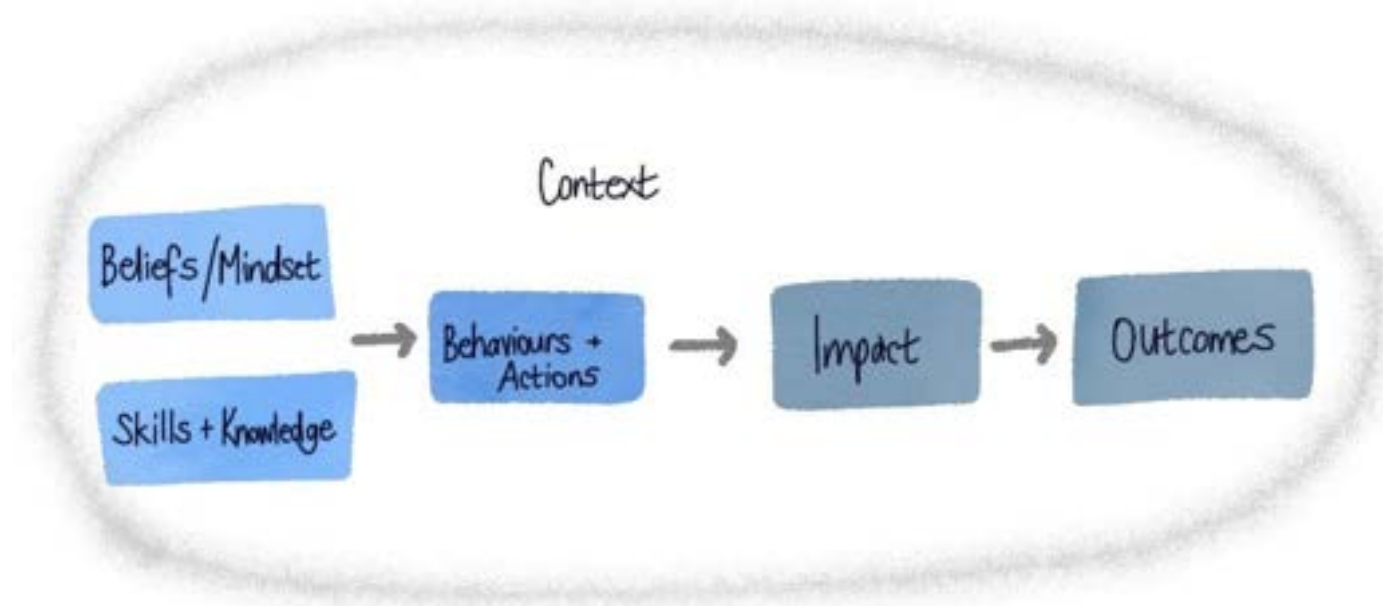 Context
Beliefs/Mindset
Skills + Knowledge
Behaviours +
Actions
Impact
Outcomes